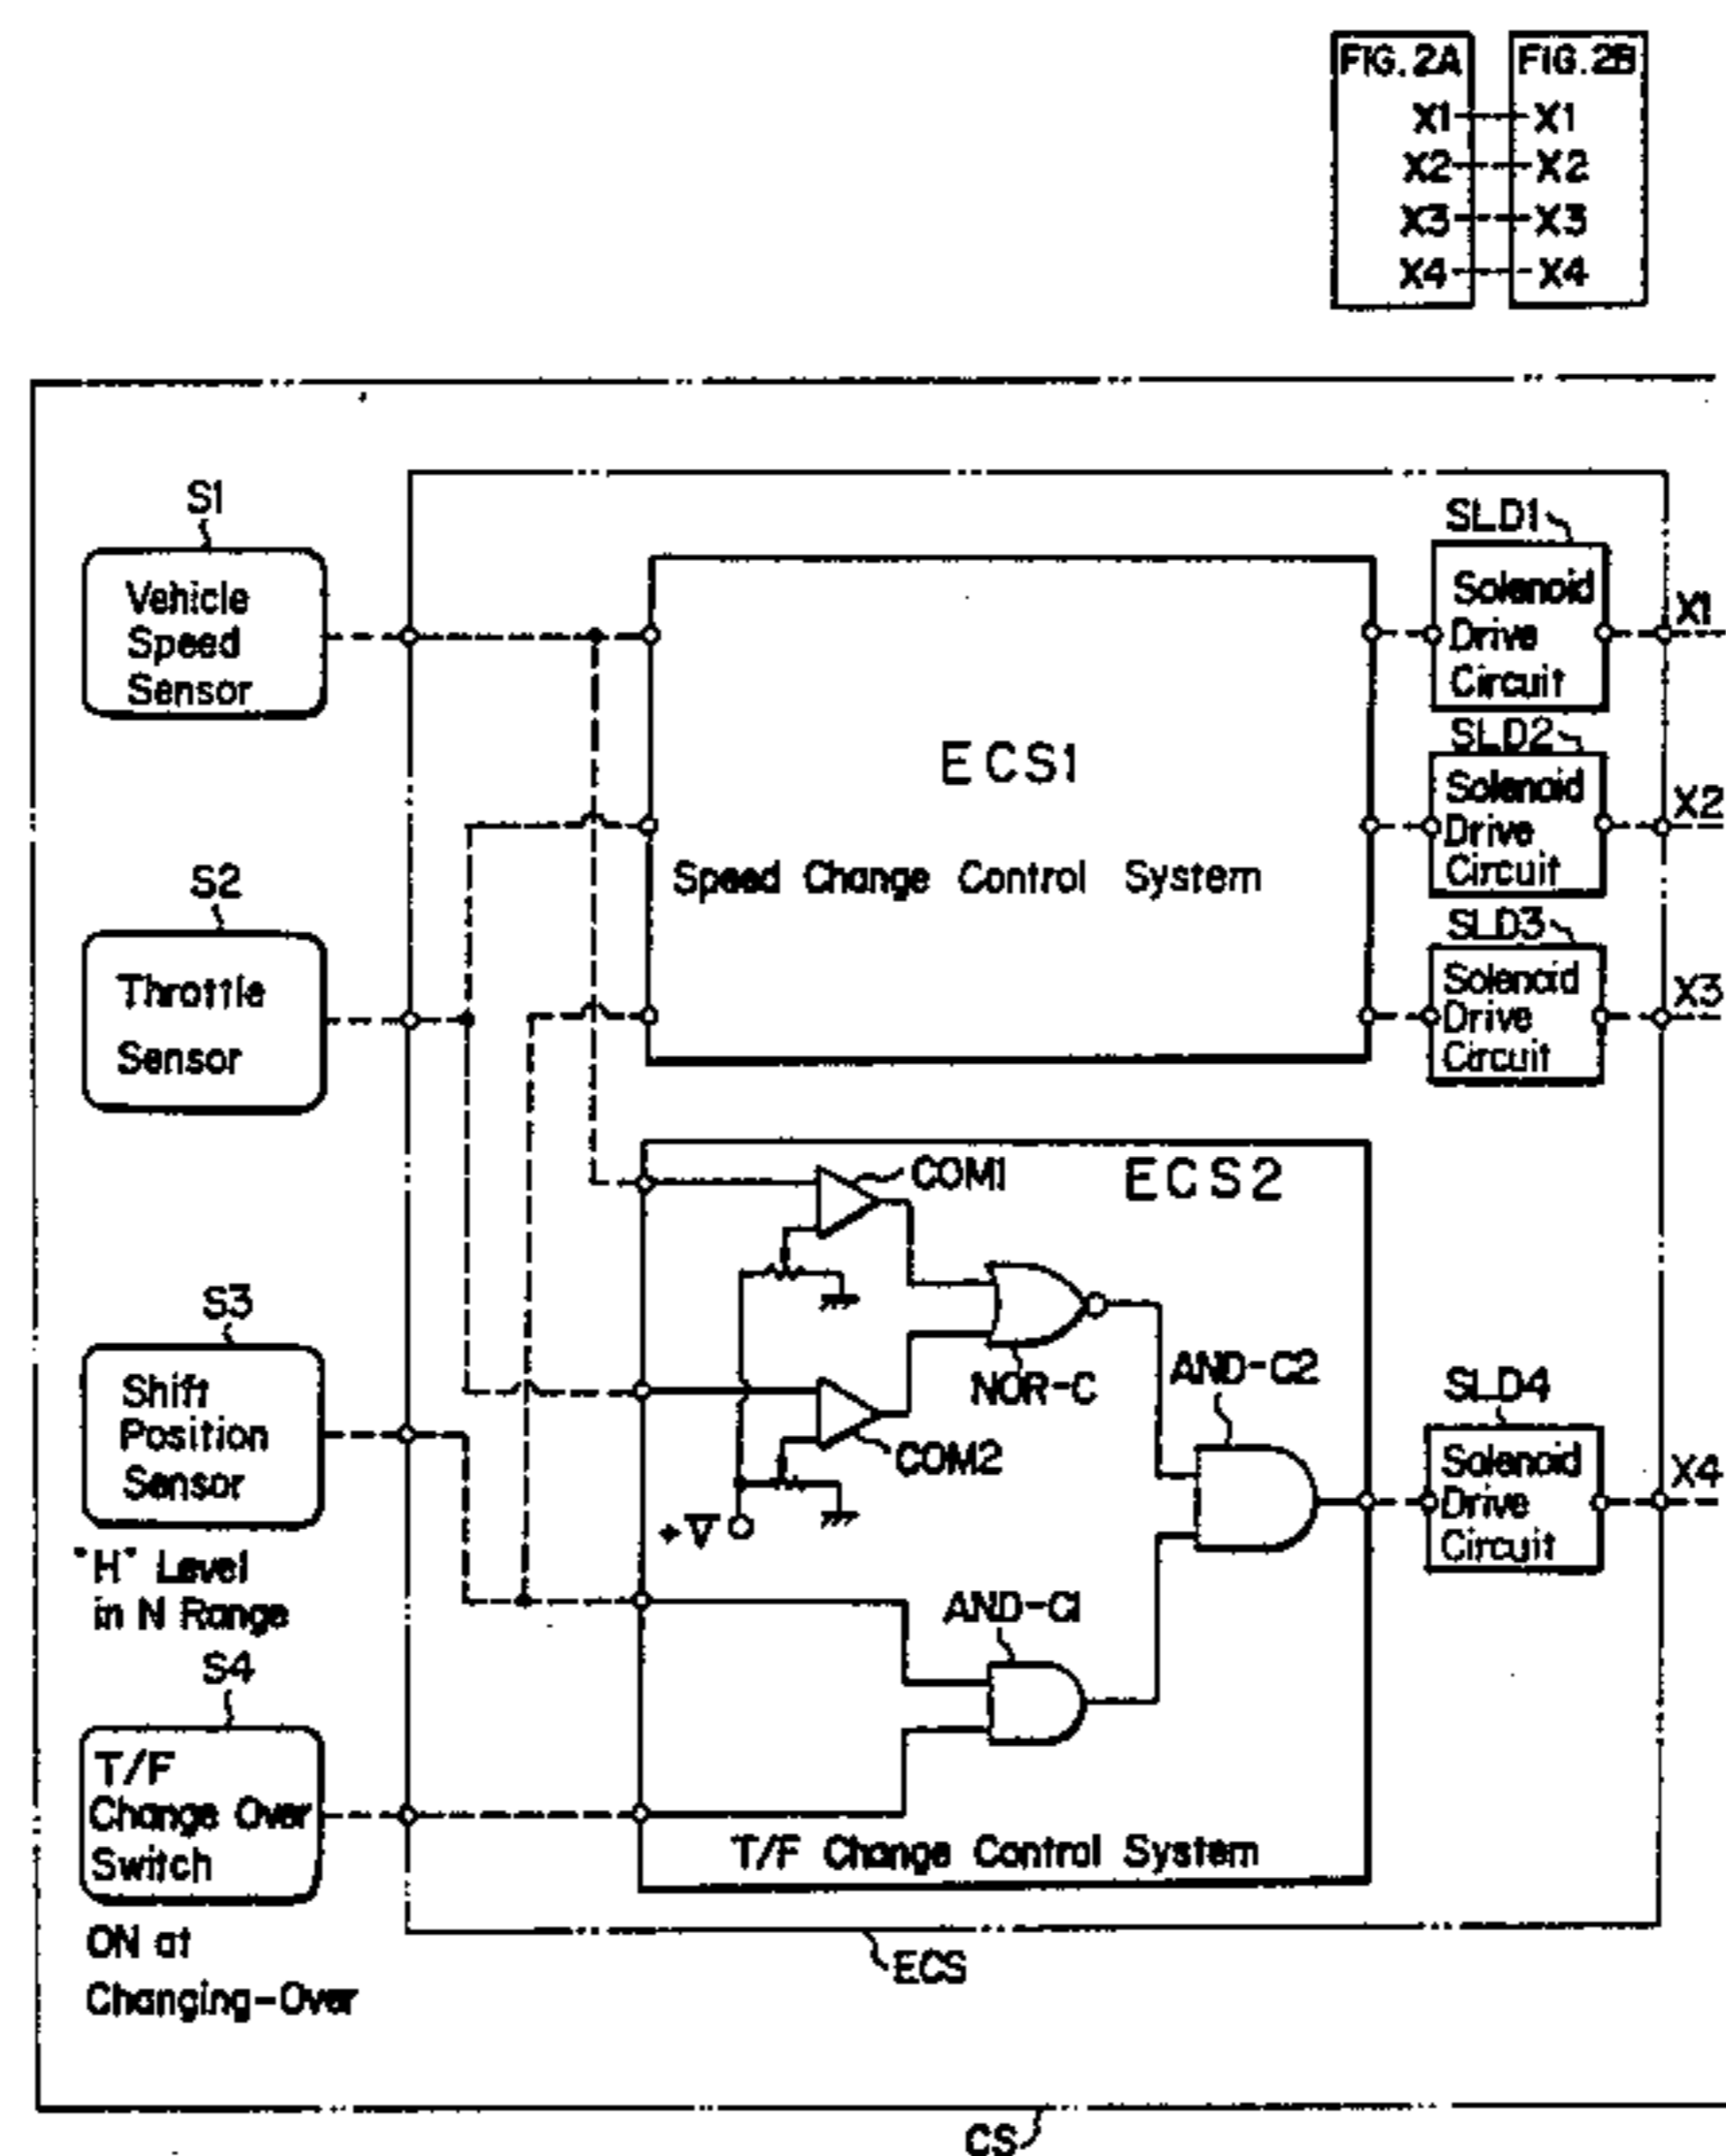 FIG.2A FIG.2B
X1 X1
X2 X2
X3 X3
X4 X4
S1
Vehicle
Speed
Sensor
S2
Throttle
Sensor
S3
Shift
Position
Sensor
"H" Level
in N Range
S4
T/F
Change Over
Switch
ON at
Changing-Over
ECS1
Speed Change Control System
SLD1
Solenoid
Drive
Circuit
X1
SLD2
Solenoid
Drive
Circuit
X2
SLD3
Solenoid
Drive
Circuit
X3
ECS2
COM1
NOR-C
COM2
+V
AND-C2
AND-C1
T/F Change Control System
SLD4
Solenoid
Drive
Circuit
X4
ECS
CS